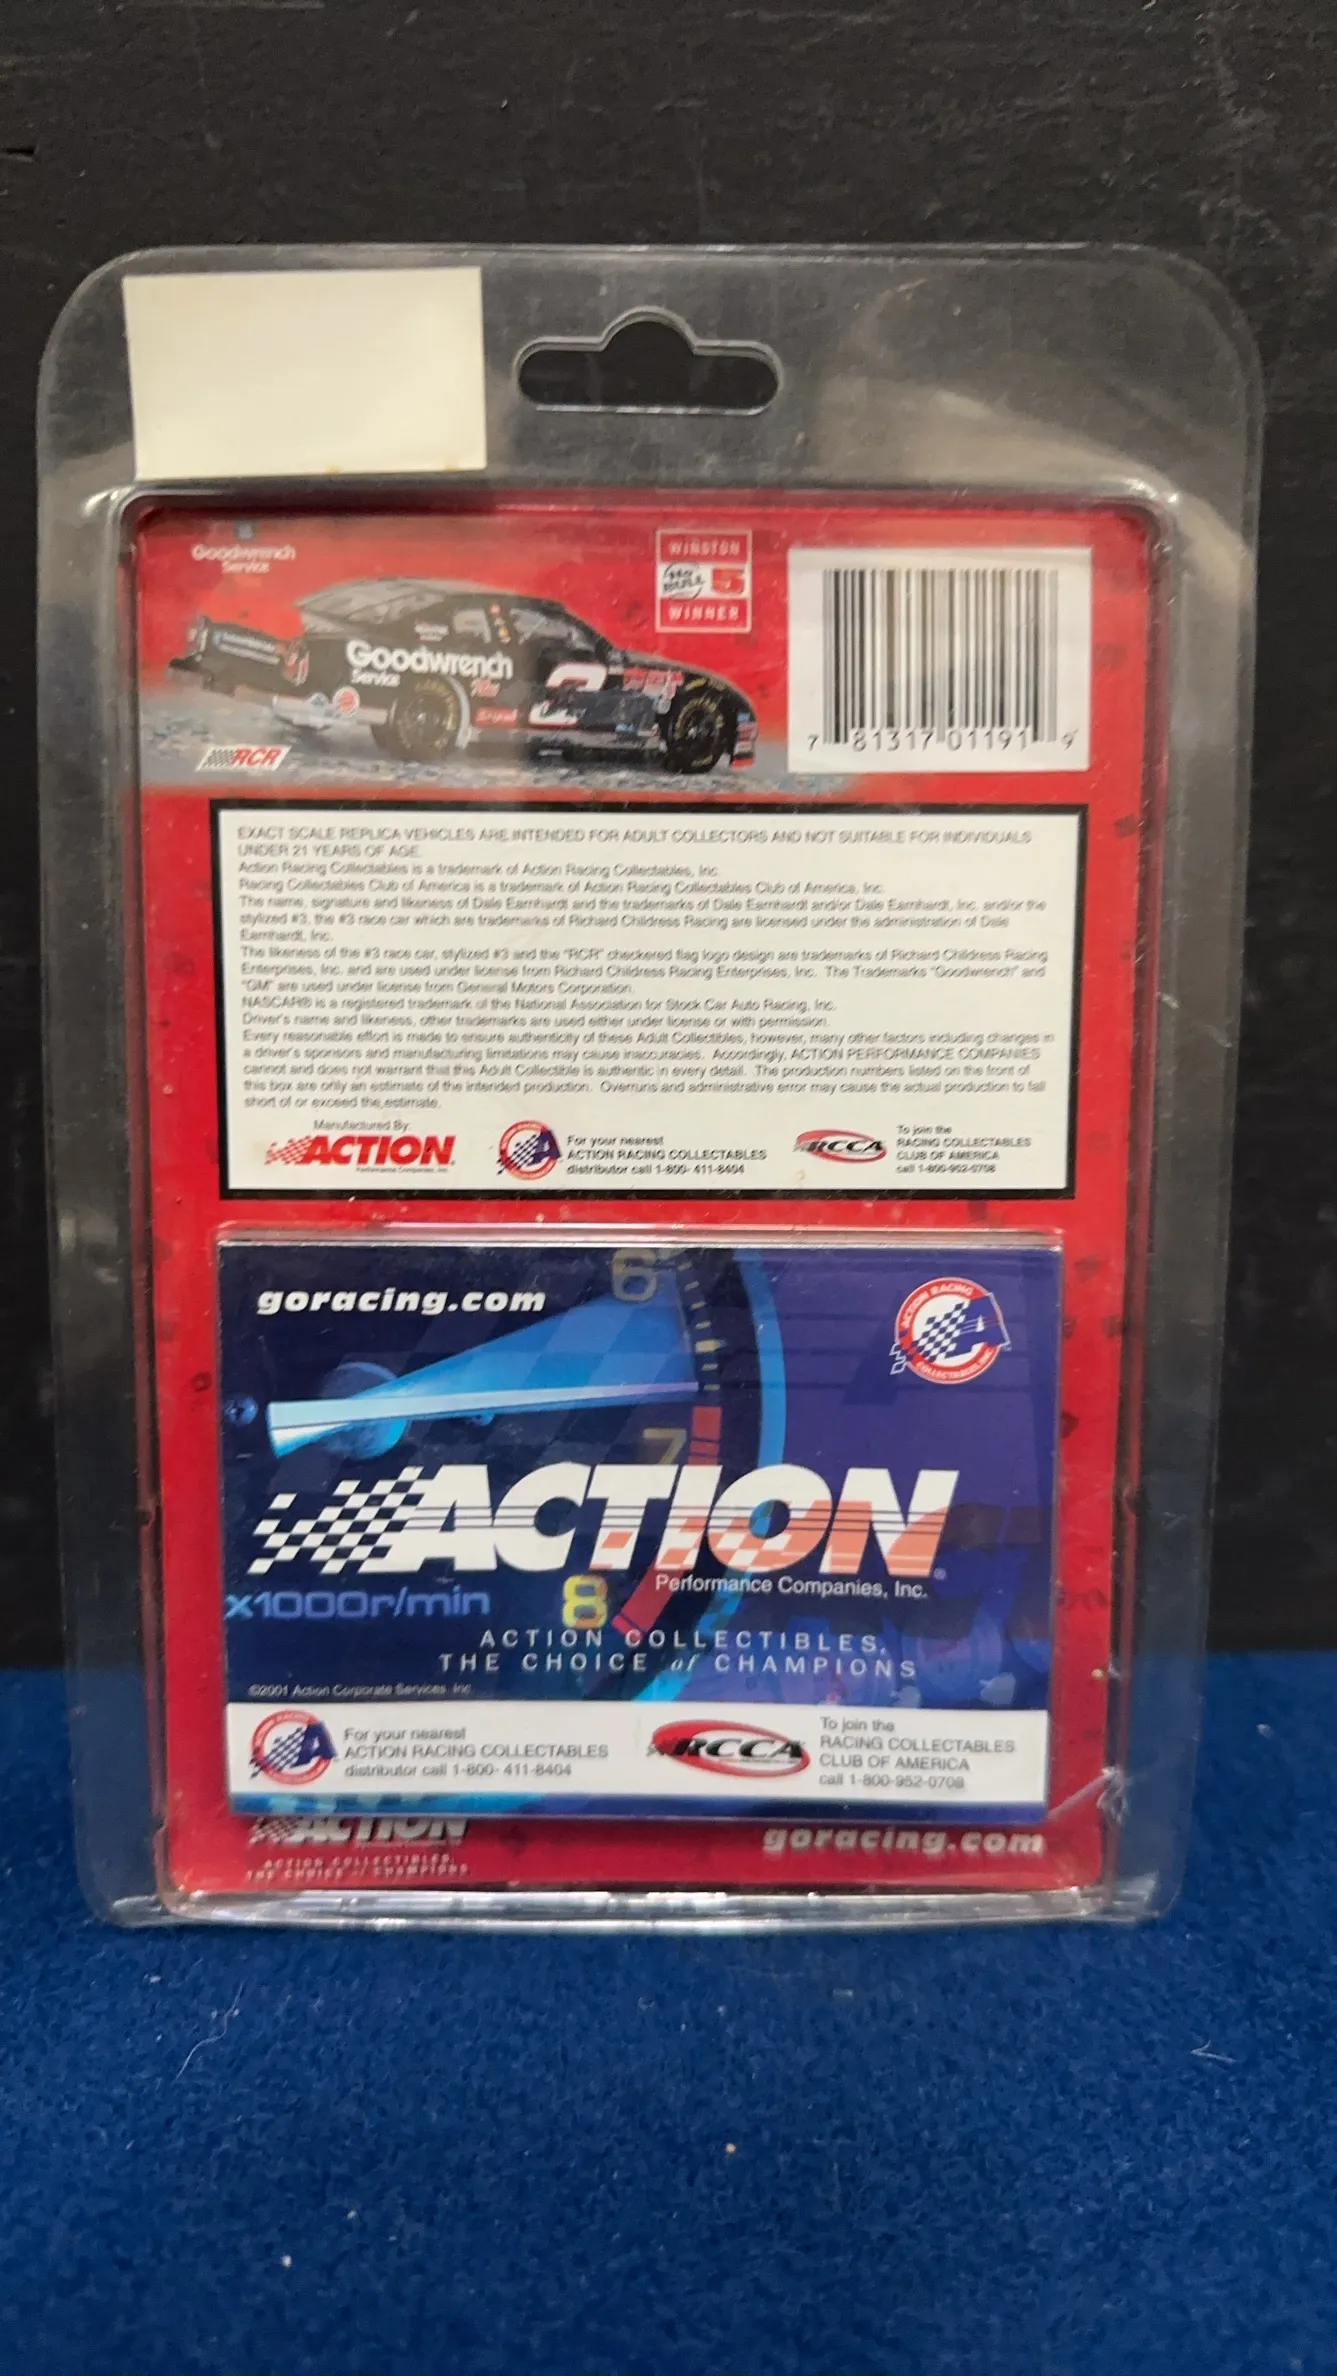 Goodwrench
Service
WINSTON
NO BULL 5
WINNER
Goodwrench
Service
3
RCR
7 81317 01191 9
EXACT SCALE REPLICA VEHICLES ARE INTENDED FOR ADULT COLLECTORS AND NOT SUITABLE FOR INDIVIDUALS
UNDER 21 YEARS OF AGE.
Action Racing Collectables is a trademark of Action Racing Collectables, Inc.
Racing Collectables Club of America is a trademark of Action Racing Collectables Club of America, Inc.
The name, signature and likeness of Dale Earnhardt and the trademarks of Dale Earnhardt and/or Dale Earnhardt, Inc. and/or the
stylized #3, the #3 race car which are trademarks of Richard Childress Racing are licensed under the administration of Dale
Earnhardt, Inc.
The likeness of the #3 race car, stylized #3 and the "RCR" checkered flag logo design are trademarks of Richard Childress Racing
Enterprises, Inc. and are used under license from Richard Childress Racing Enterprises, Inc. The Trademarks "Goodwrench" and
"GM" are used under license from General Motors Corporation.
NASCAR® is a registered trademark of the National Association for Stock Car Auto Racing, Inc.
Driver's name and likeness, other trademarks are used either under license or with permission.
Every reasonable effort is made to ensure authenticity of these Adult Collectibles, however, many other factors including changes in
a driver's sponsors and manufacturing limitations may cause inaccuracies. Accordingly, ACTION PERFORMANCE COMPANIES
cannot and does not warrant that this Adult Collectible is authentic in every detail. The production numbers listed on the front of
this box are only an estimate of the intended production. Overruns and administrative error may cause the actual production to fall
short of or exceed the estimate.
Manufactured By:
ACTION
Performance Companies, Inc.
For your nearest
ACTION RACING COLLECTABLES
distributor call 1-800- 411-8404
RCCA
To join the
RACING COLLECTABLES
CLUB OF AMERICA
call 1-800-952-0708
goracing.com
6
ACTION RACING
COLLECTABLES, INC.
7
ACTION®
Performance Companies, Inc.
x1000r/min
8
ACTION COLLECTIBLES,
THE CHOICE of CHAMPIONS
©2001 Action Corporate Services, Inc.
For your nearest
ACTION RACING COLLECTABLES
distributor call 1-800- 411-8404
RCCA
To join the
RACING COLLECTABLES
CLUB OF AMERICA
call 1-800-952-0708
ACTION
ACTION COLLECTIBLES,
THE CHOICE of CHAMPIONS
goracing.com